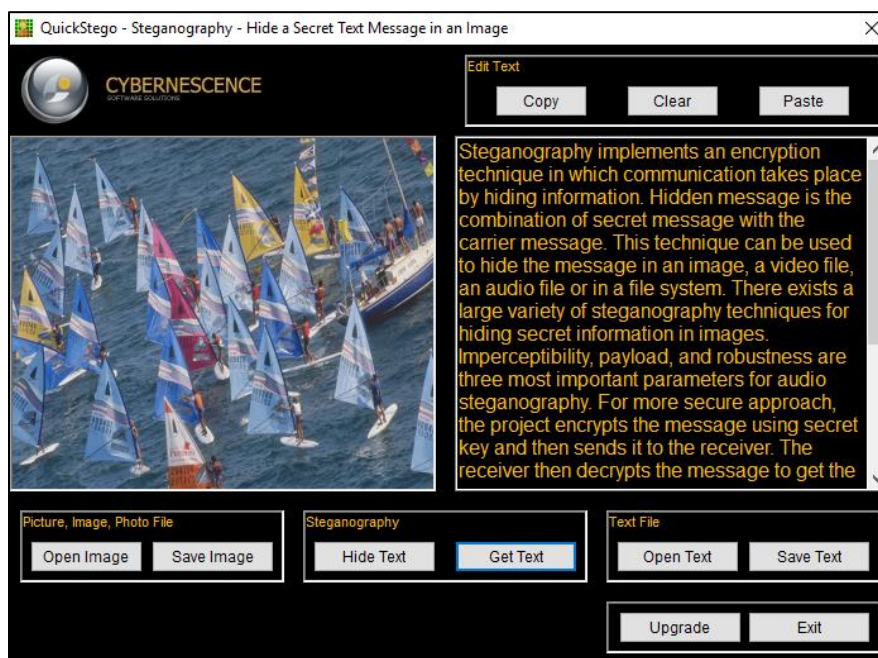 QuickStego - Steganography - Hide a Secret Text Message in an Image
CYBERNESCENCE
SOFTWARE SOLUTIONS
Edit Text
Copy
Clear
Paste
Steganography implements an encryption
technique in which communication takes place
by hiding information. Hidden message is the
combination of secret message with the
carrier message. This technique can be used
to hide the message in an image, a video file,
an audio file or in a file system. There exists a
large variety of steganography techniques for
hiding secret information in images.
Imperceptibility, payload, and robustness are
three most important parameters for audio
steganography. For more secure approach,
the project encrypts the message using secret
key and then sends it to the receiver. The
receiver then decrypts the message to get the
Picture, Image, Photo File
Open Image
Save Image
Steganography
Hide Text
Get Text
Text File
Open Text
Save Text
Upgrade
Exit